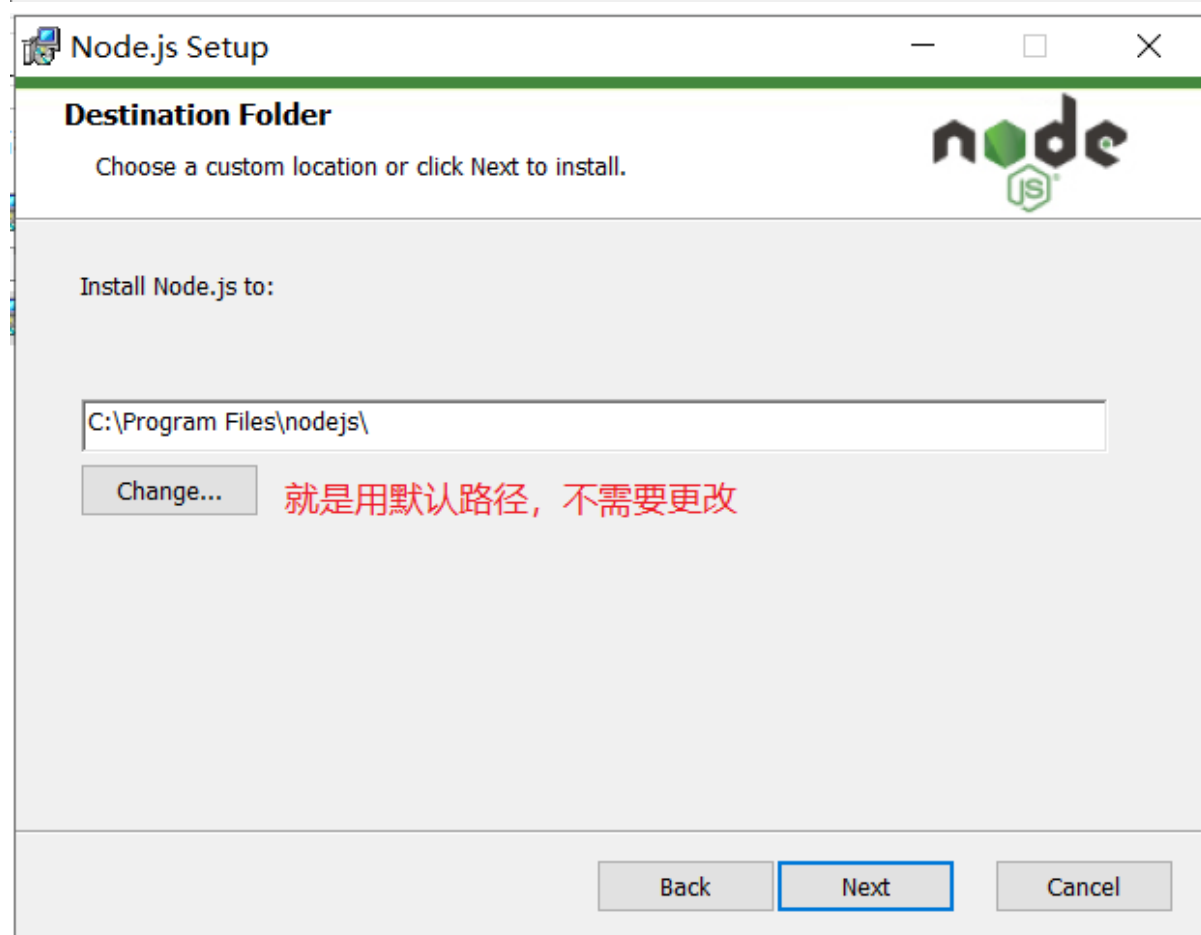 Node.js Setup
Destination Folder
Choose a custom location or click Next to install.
node
JS
Install Node.js to:
C:\Program Files\nodejs\
Change...
就是用默认路径，不需要更改
Back
Next
Cancel